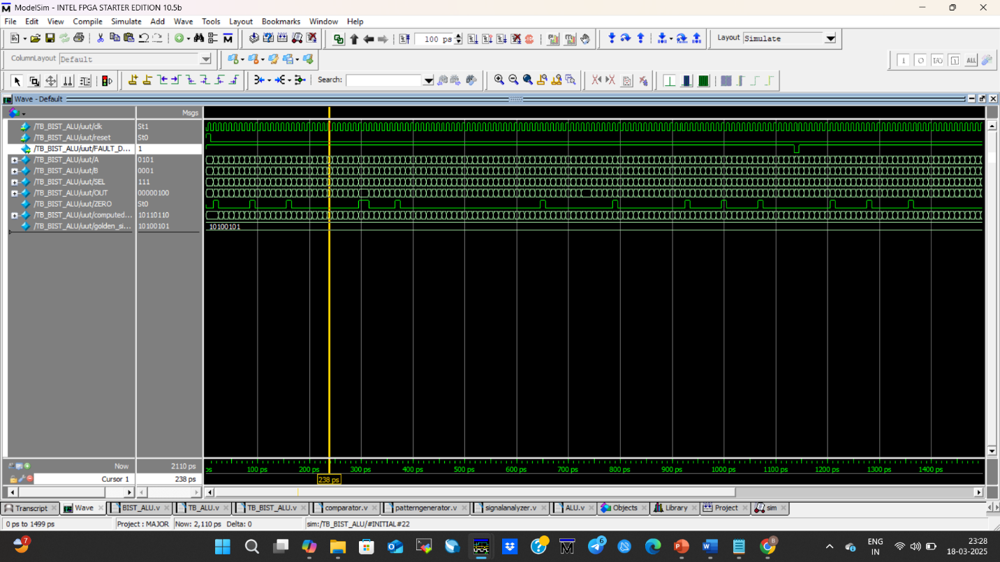 ModelSim - INTEL FPGA STARTER EDITION 10.5b
File Edit View Compile Simulate Add Wave Tools Layout Bookmarks Window Help
100 ps
Layout Simulate
ColumnLayout Default
Search:
Wave - Default
Msgs
/TB_BIST_ALU/uut/clk St1
/TB_BIST_ALU/uut/reset St0
/TB_BIST_ALU/uut/FAULT_D... 1
/TB_BIST_ALU/uut/A 0101
/TB_BIST_ALU/uut/B 0001
/TB_BIST_ALU/uut/SEL 111
/TB_BIST_ALU/uut/OUT 00000100
/TB_BIST_ALU/uut/ZERO St0
/TB_BIST_ALU/uut/computed... 10110110
/TB_BIST_ALU/uut/golden_si... 10100101 10100101
Now 2110 ps ps 100 ps 200 ps 300 ps 400 ps 500 ps 600 ps 700 ps 800 ps 900 ps 1000 ps 1100 ps 1200 ps 1300 ps 1400 ps
Cursor 1 238 ps 238 ps
Transcript Wave BIST_ALU.v TB_ALU.v TB_BIST_ALU.v comparator.v patterngenerator.v signalanalyzer.v ALU.v Objects Library Project sim
0 ps to 1499 ps Project : MAJOR Now: 2,110 ps Delta: 0 sim:/TB_BIST_ALU/#INITIAL#22
7
6
ENG
IN
23:28
18-03-2025